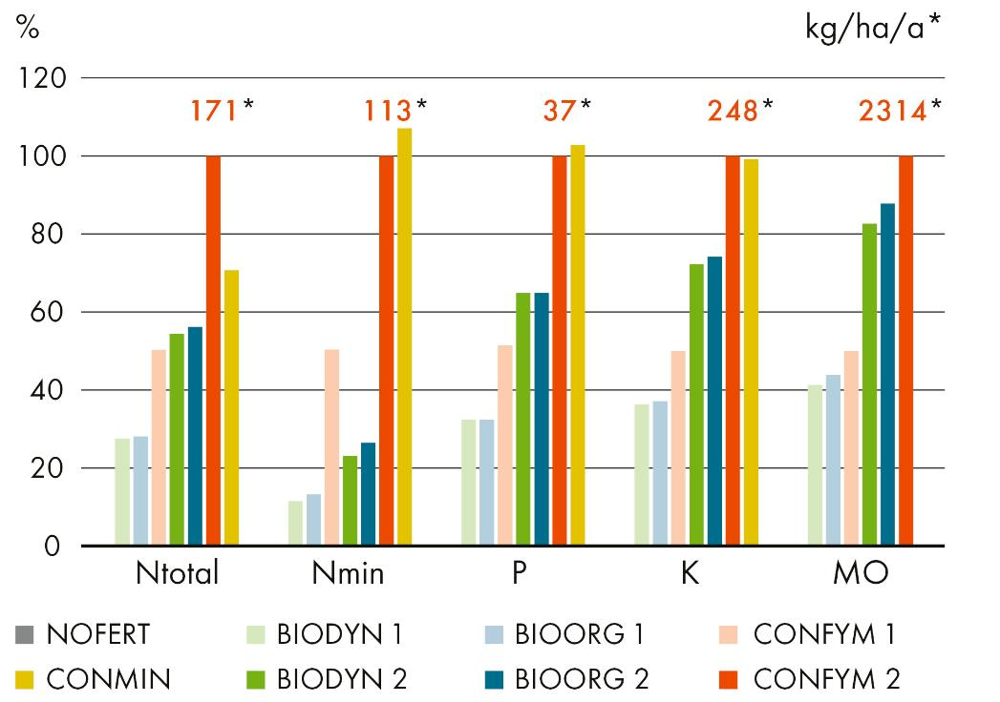 % kg/ha/a*
120
171* 113* 37* 248* 2314*
100
80
60
40
20
0
Ntotal Nmin P K MO
NOFERT BIODYN 1 BIOORG 1 CONFYM 1
CONMIN BIODYN 2 BIOORG 2 CONFYM 2